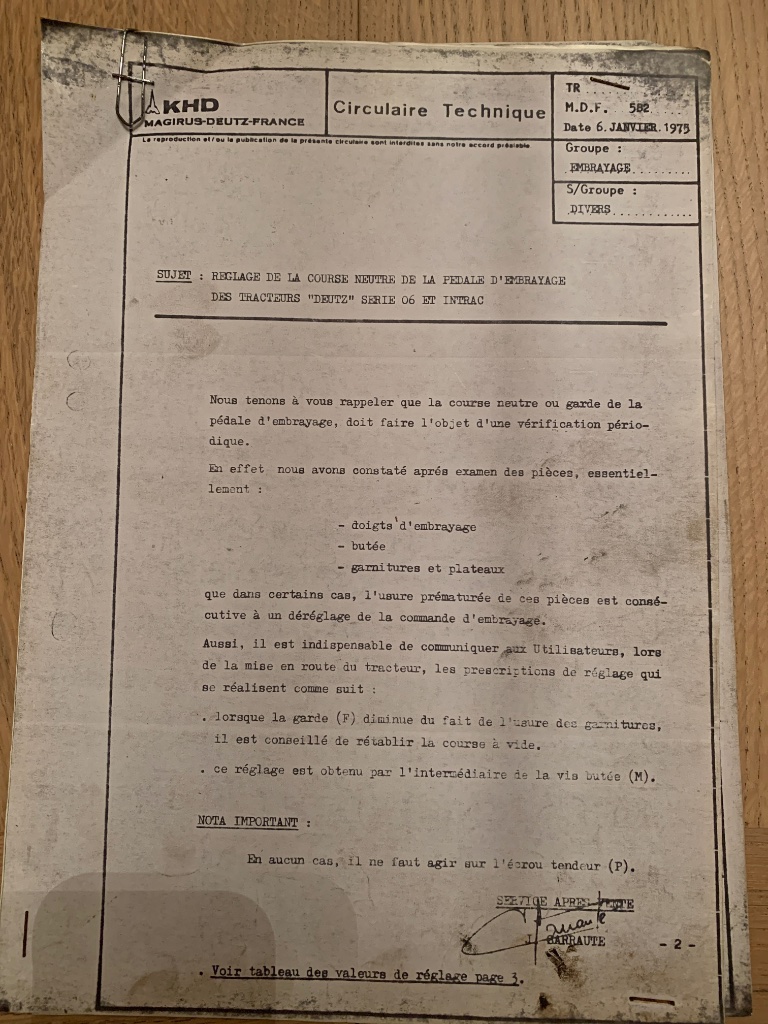 KHD
MAGIRUS-DEUTZ-FRANCE
Circulaire Technique
TR
M.D.F. 582
Date 6.JANVIER.1975
La reproduction et/ou la publication de la présente circulaire sont interdites sans notre accord préalable
Groupe :
EMBRAYAGE
S/Groupe :
DIVERS
SUJET : REGLAGE DE LA COURSE NEUTRE DE LA PEDALE D'EMBRAYAGE
DES TRACTEURS "DEUTZ" SERIE 06 ET INTRAC
Nous tenons à vous rappeler que la course neutre ou garde de la
pédale d'embrayage, doit faire l'objet d'une vérification pério-
dique.
En effet nous avons constaté aprés examen des pièces, essentiel-
lement :
- doigts d'embrayage
- butée
- garnitures et plateaux
que dans certains cas, l'usure prématurée de ces pièces est consé-
cutive à un déréglage de la commande d'embrayage.
Aussi, il est indispensable de communiquer aux Utilisateurs, lors
de la mise en route du tracteur, les prescriptions de réglage qui
se réalisent comme suit :
. lorsque la garde (F) diminue du fait de l'usure des garnitures,
il est conseillé de rétablir la course à vide.
. ce réglage est obtenu par l'intermédiaire de la vis butée (M).
NOTA IMPORTANT :
En aucun cas, il ne faut agir sur l'écrou tendeur (P).
SERVICE APRES VENTE
- 2 -
. Voir tableau des valeurs de réglage page 3.